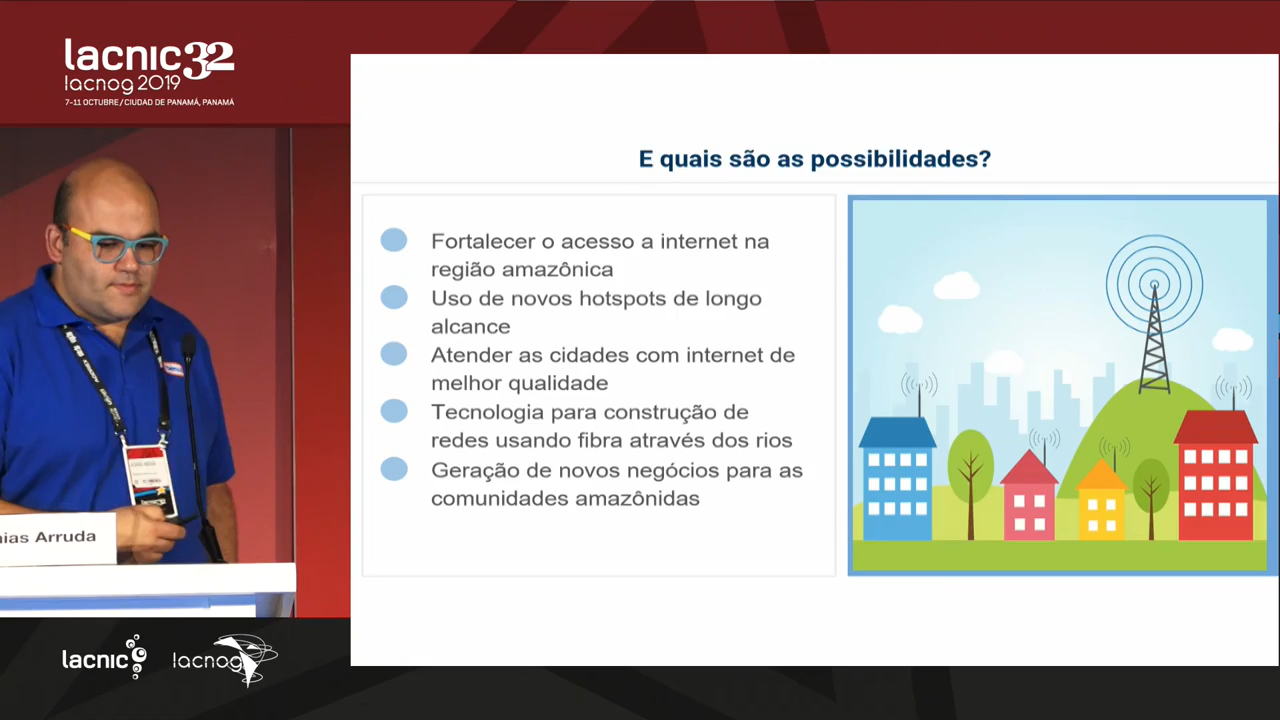 lacnic32
lacnog 2019
7-11 OCTUBRE / CIUDAD DE PANAMÁ, PANAMÁ
E quais são as possibilidades?
Fortalecer o acesso a internet na
região amazônica
Uso de novos hotspots de longo
alcance
Atender as cidades com internet de
melhor qualidade
Tecnologia para construção de
redes usando fibra através dos rios
Geração de novos negócios para as
comunidades amazônidas
ias Arruda
lacnic
lacnog